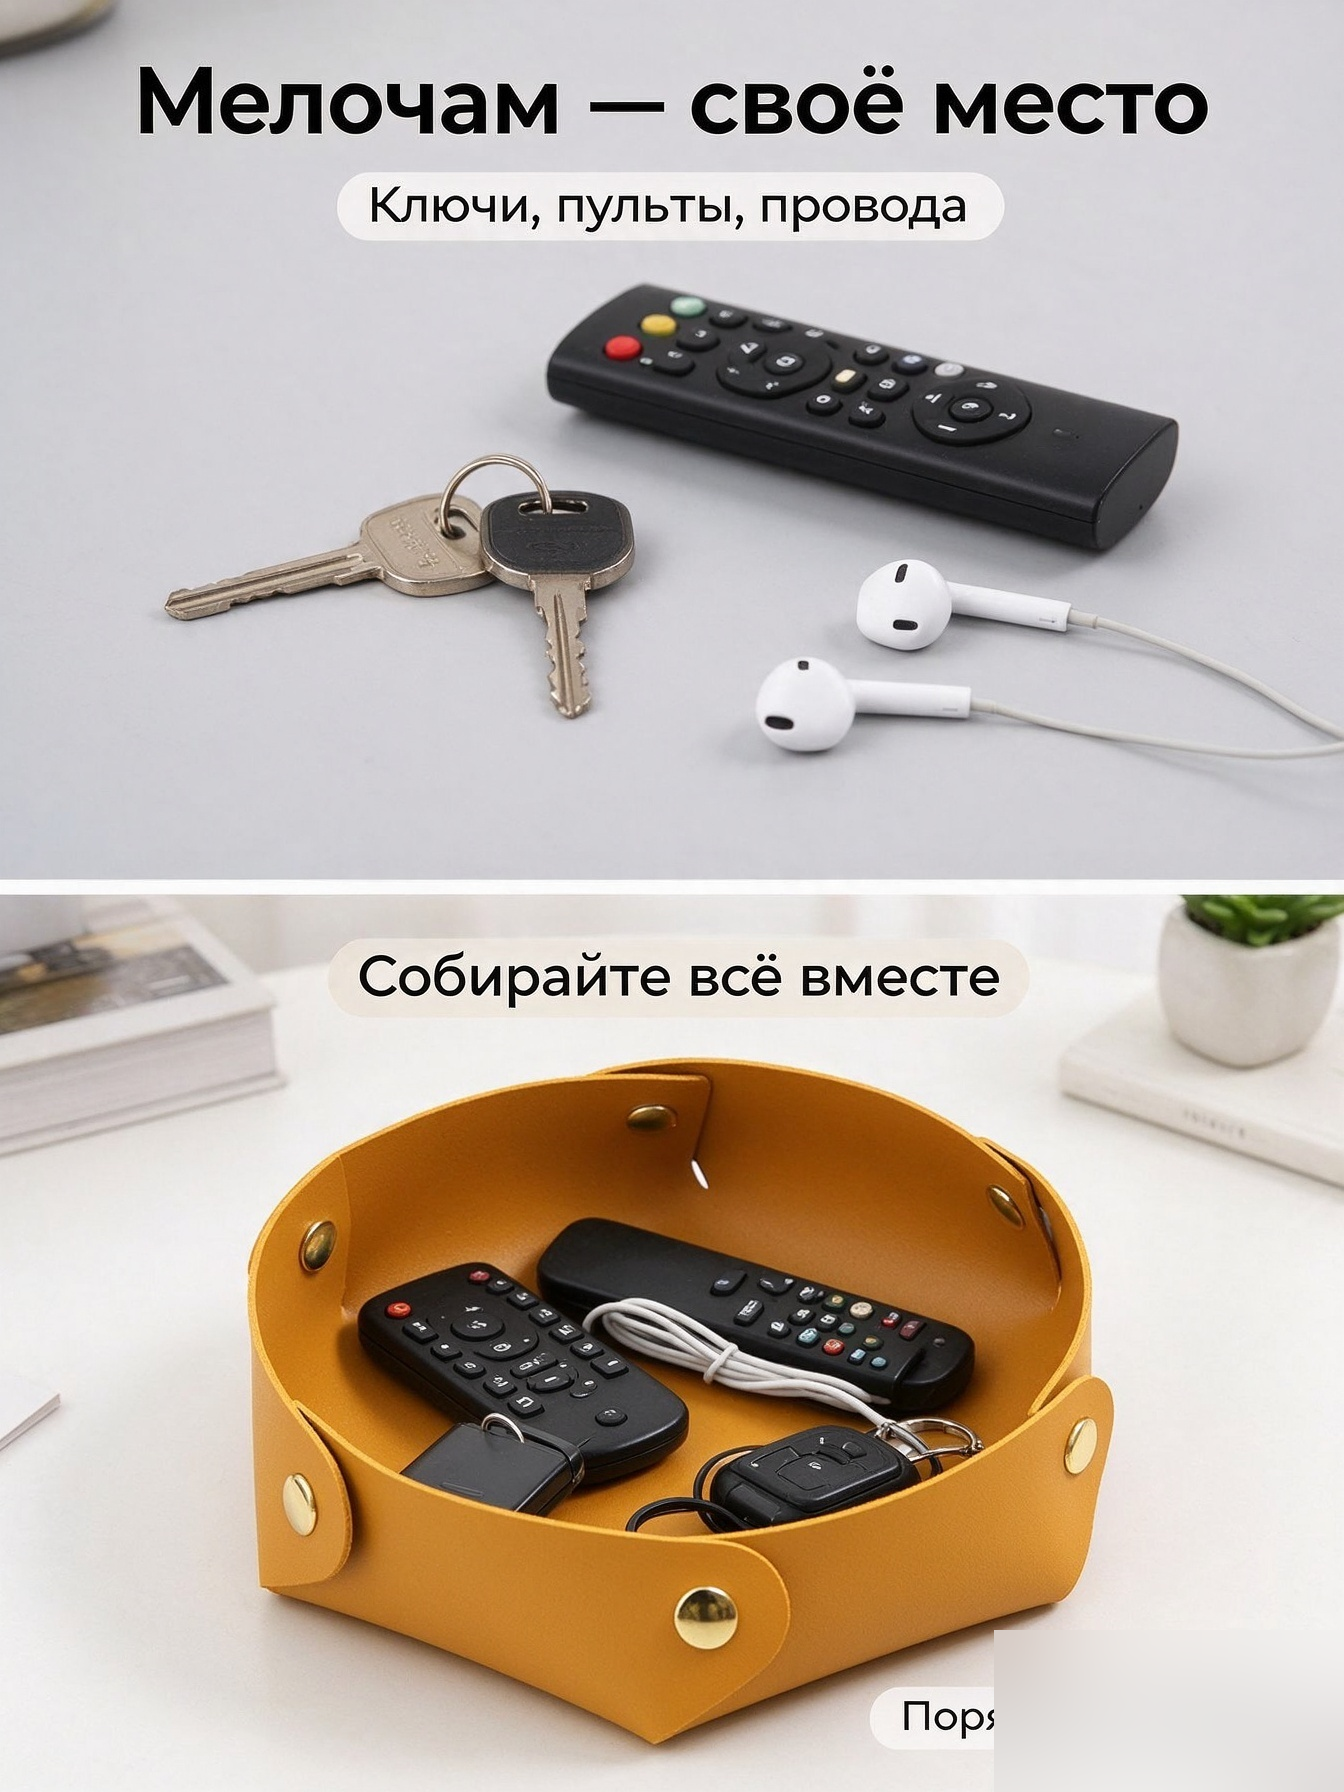 Мелочам — своё место
Ключи, пульты, провода
Собирайте всё вместе